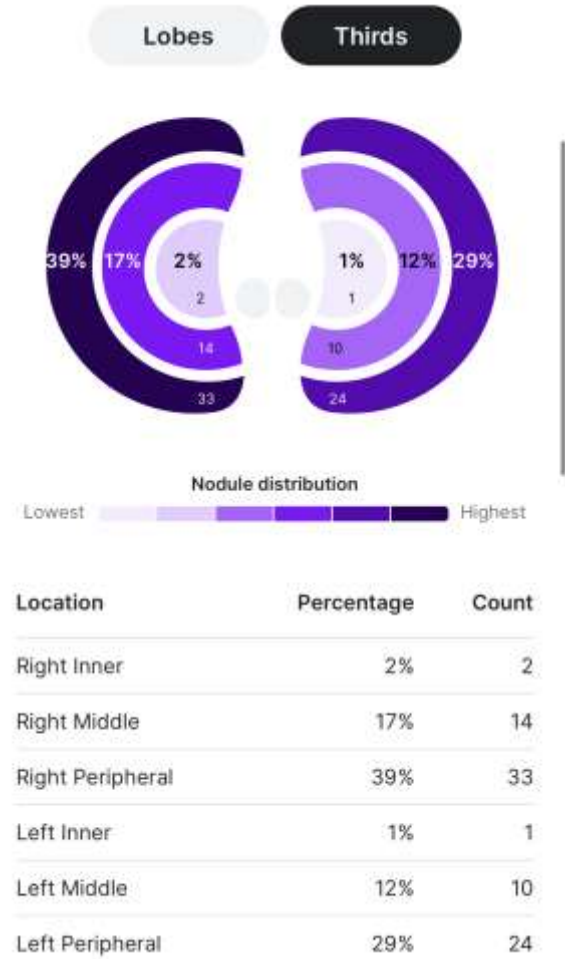 Lobes Thirds
39% 17% 2% 1% 12% 29%
2 1
14 10
33 24
Nodule distribution
Lowest Highest
Location Percentage Count
Right Inner 2% 2
Right Middle 17% 14
Right Peripheral 39% 33
Left Inner 1% 1
Left Middle 12% 10
Left Peripheral 29% 24